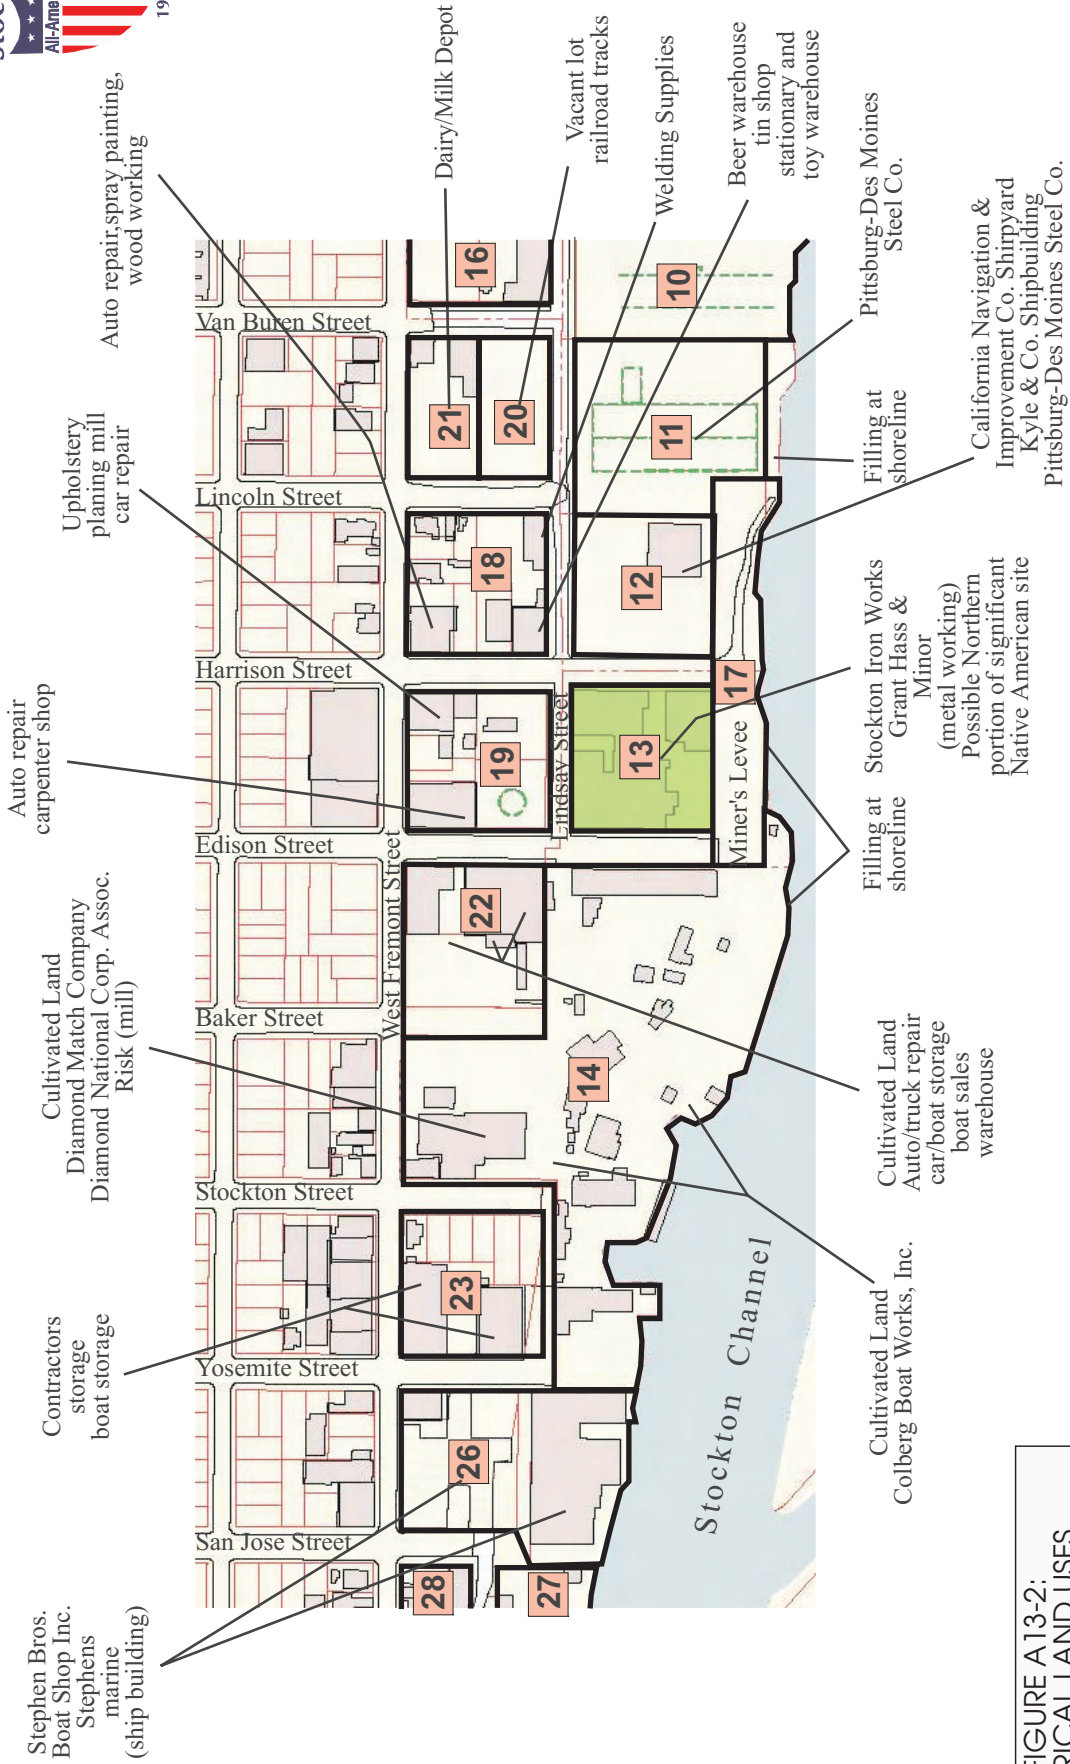 Stoc
All-Ame
19
Stephen Bros.
Boat Shop Inc.
Stephens
marine
(ship building)
Contractors
storage
boat storage
Cultivated Land
Diamond Match Company
Diamond National Corp. Assoc.
Risk (mill)
Auto repair
carpenter shop
Upholstery
planing mill
car repair
Auto repair,spray painting,
wood working
Dairy/Milk Depot
Vacant lot
railroad tracks
Welding Supplies
Beer warehouse
tin shop
stationary and
toy warehouse
Pittsburg-Des Moines
Steel Co.
California Navigation &
Improvement Co. Shipyard
Kyle & Co. Shipbuilding
Pittsburg-Des Moines Steel Co.
Filling at
shoreline
Stockton Iron Works
Grant Hass &
Minor
(metal working)
Possible Northern
portion of significant
Native American site
Filling at
shoreline
Cultivated Land
Auto/truck repair
car/boat storage
boat sales
warehouse
Cultivated Land
Colberg Boat Works, Inc.
San Jose Street
Yosemite Street
Stockton Street
Baker Street
Edison Street
Harrison Street
Lincoln Street
Van Buren Street
West Fremont Street
Lindsay Street
Miner's Levee
Stockton Channel
28
27
26
23
14
22
19
13
17
18
12
21
20
11
16
10
FIGURE A13-2:
RICAL LAND USES